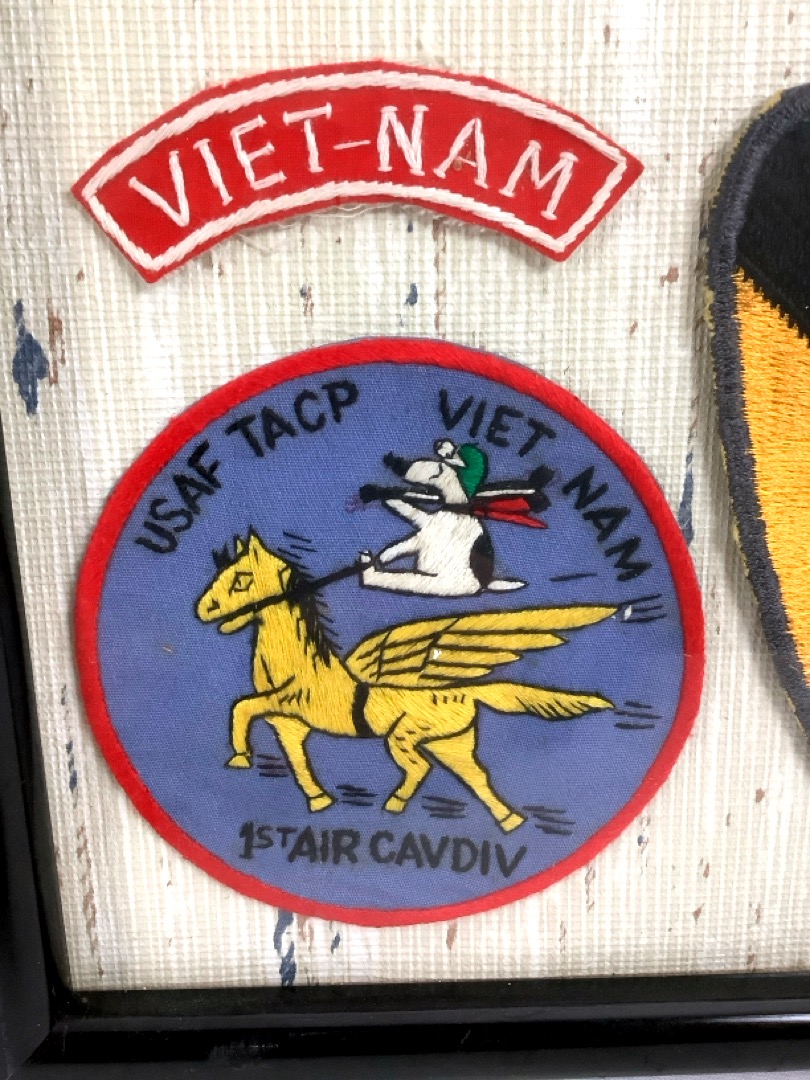 VIET-NAM
USAF TACP VIET NAM
1ST AIR CAVDIV